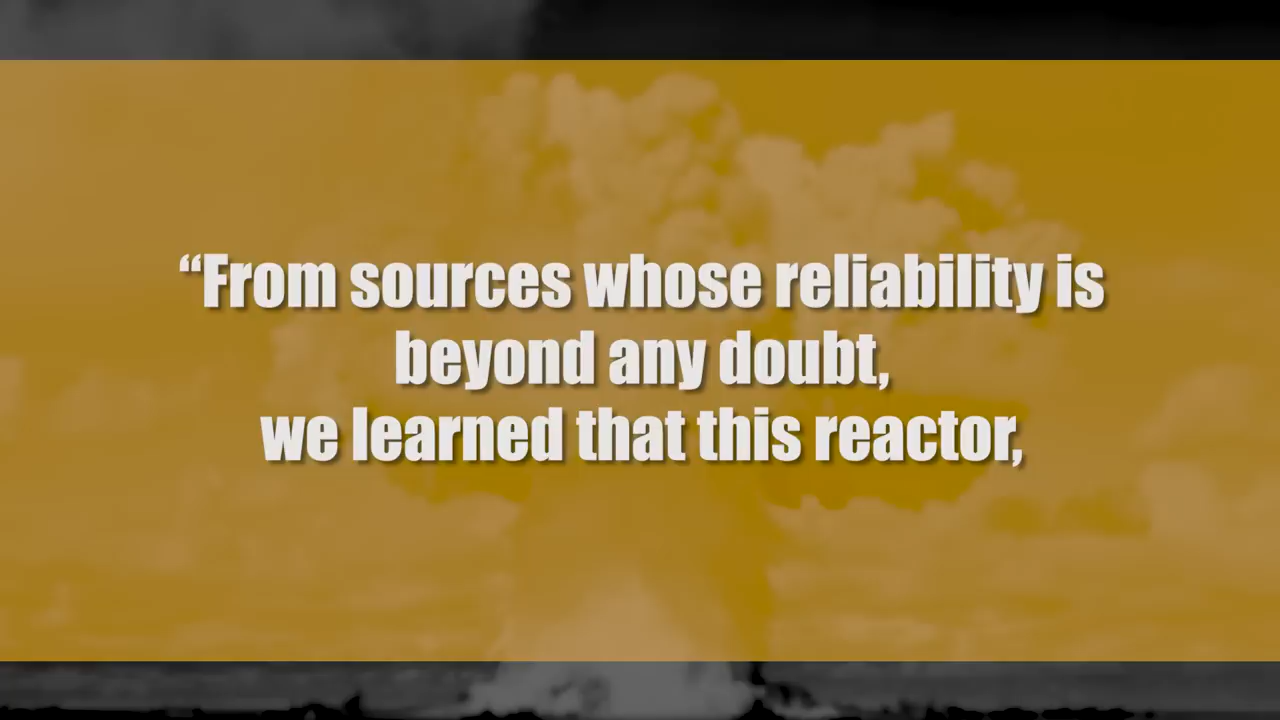 “From sources whose reliability is
beyond any doubt,
we learned that this reactor,